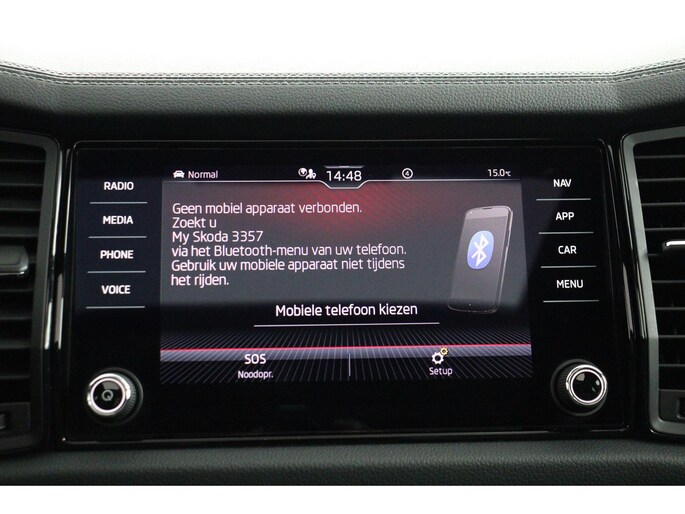 Normal 14:48 4 15.0°C
RADIO
MEDIA
PHONE
VOICE
Geen mobiel apparaat verbonden.
Zoekt u
My Skoda 3357
via het Bluetooth-menu van uw telefoon.
Gebruik uw mobiele apparaat niet tijdens
het rijden.
Mobiele telefoon kiezen
SOS
Noodopr.
Setup
NAV
APP
CAR
MENU